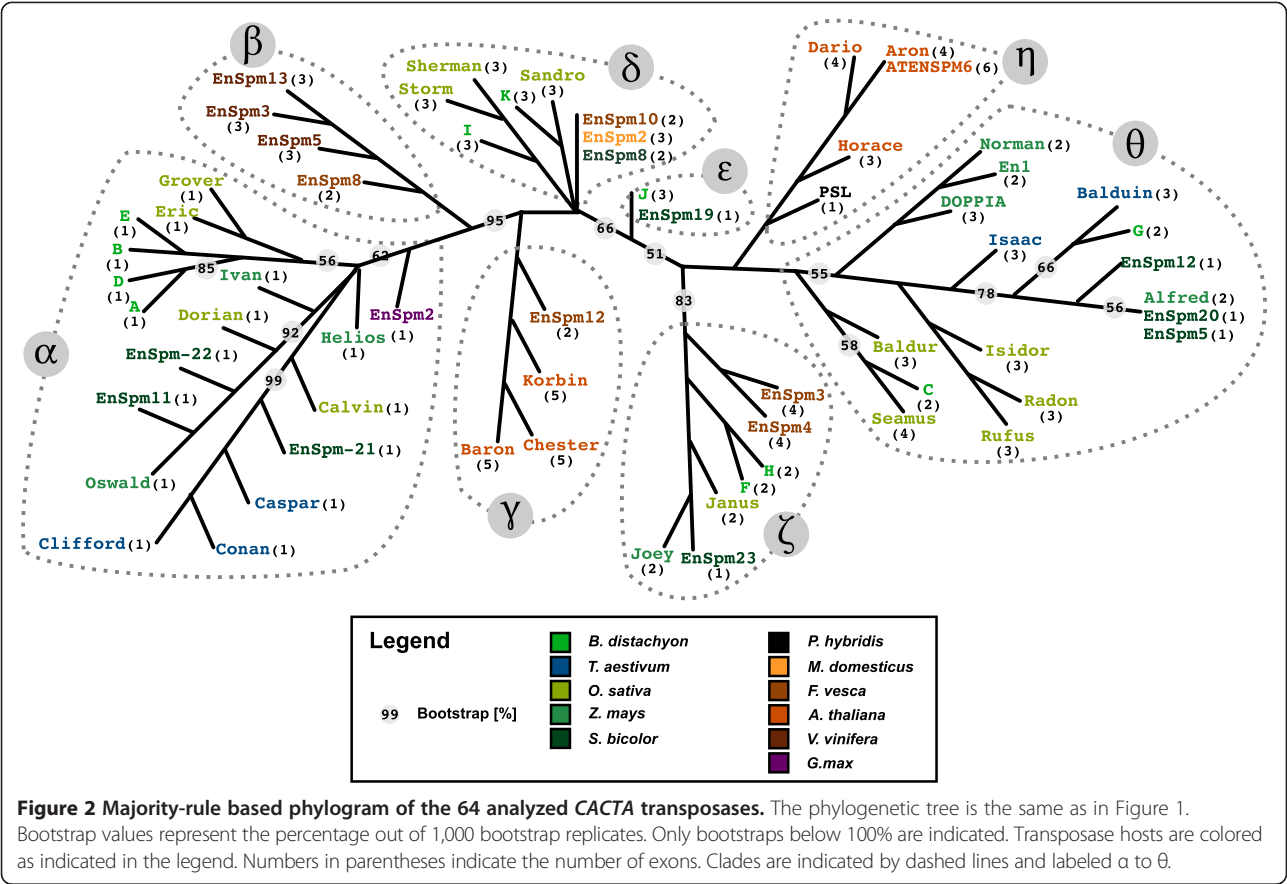 β
EnSpm13(3)
EnSpm3
(3)
EnSpm5
(3)
EnSpm8
(2)
δ
Sherman(3)
Storm
(3)
K(3)
Sandro
(3)
I
(3)
EnSpm10(2)
EnSpm2(3)
EnSpm8(2)
ε
J(3)
EnSpm19(1)
η
Dario
(4)
Aron(4)
ATENSPM6(6)
Horace
(3)
PSL
(1)
θ
Norman(2)
En1
(2)
DOPPIA
(3)
Balduin(3)
Isaac
(3)
G(2)
EnSpm12(1)
Alfred(2)
EnSpm20(1)
EnSpm5(1)
Isidor
(3)
Radon
(3)
Rufus
(3)
Baldur
(3)
C
(2)
Seamus
(4)
95
66
51
55
66
78
56
83
58
α
Grover
(1)
Eric
(1)
E
(1)
B
(1)
D
(1)
A
(1)
85
56
62
Ivan(1)
Dorian(1)
EnSpm-22(1)
EnSpm11(1)
Oswald(1)
92
99
Helios(1)
(1)
EnSpm2
Calvin(1)
EnSpm-21(1)
Caspar(1)
Conan(1)
Clifford(1)
γ
EnSpm12
(2)
Korbin
(5)
Chester
(5)
Baron
(5)
ζ
EnSpm3
(4)
EnSpm4
(4)
H(2)
F(2)
Janus
(2)
Joey
(2)
EnSpm23
(1)
Legend
99 Bootstrap [%]
B. distachyon
T. aestivum
O. sativa
Z. mays
S. bicolor
P. hybridis
M. domesticus
F. vesca
A. thaliana
V. vinifera
G.max
Figure 2 Majority-rule based phylogram of the 64 analyzed CACTA transposases. The phylogenetic tree is the same as in Figure 1.
Bootstrap values represent the percentage out of 1,000 bootstrap replicates. Only bootstraps below 100% are indicated. Transposase hosts are colored
as indicated in the legend. Numbers in parentheses indicate the number of exons. Clades are indicated by dashed lines and labeled α to θ.